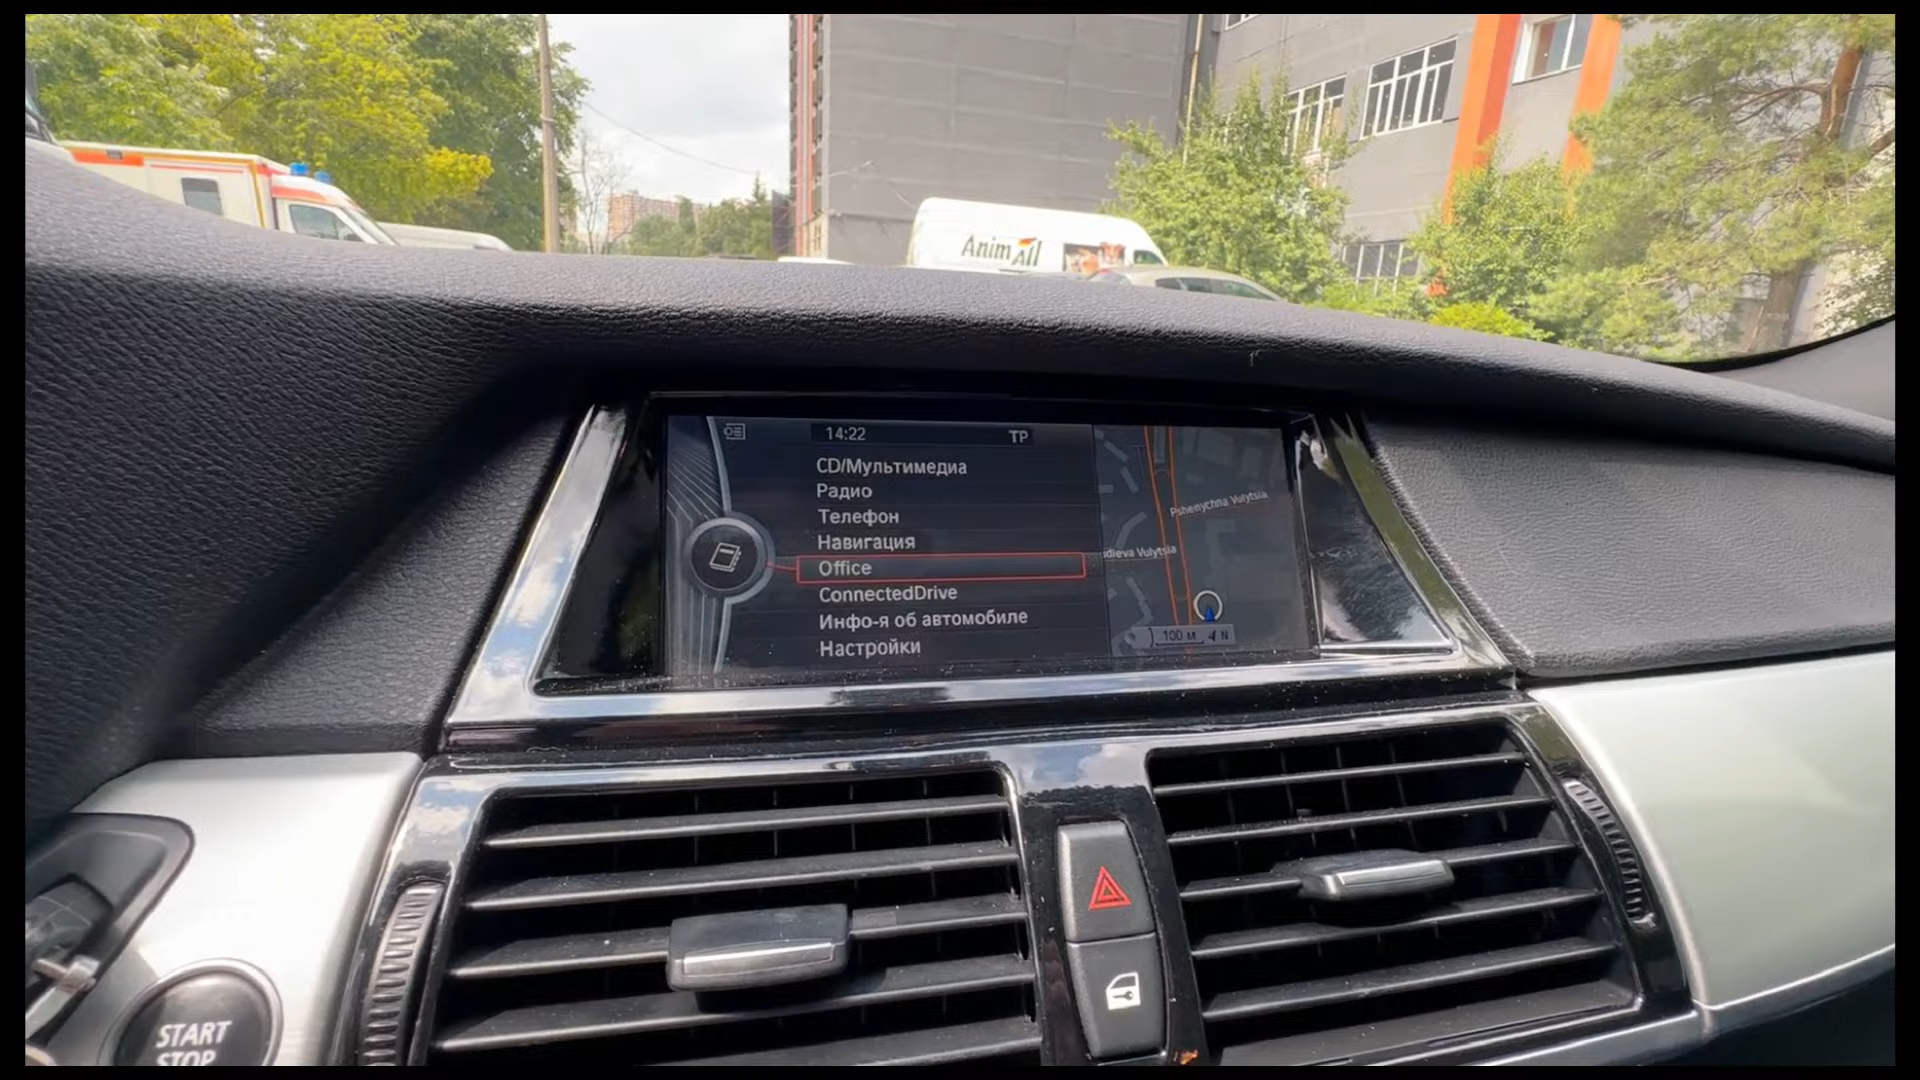 Anim All
14:22 TP
CD/Мультимедиа
Радио
Телефон
Навигация
Office
ConnectedDrive
Инфо-я об автомобиле
Настройки
Pshenychna Vulytsia
Vulytsia
100 м N
START
STOP